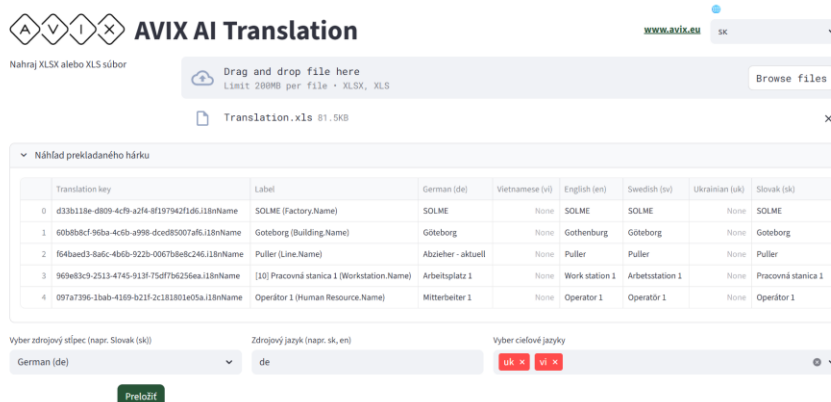 AVIX AVIX AI Translation
www.avix.eu
SK
Nahraj XLSX alebo XLS súbor
Drag and drop file here
Limit 200MB per file • XLSX, XLS
Browse files
Translation.xls 81.5KB
Náhľad prekladaného hárku
Translation key Label German (de) Vietnamese (vi) English (en) Swedish (sv) Ukrainian (uk) Slovak (sk)
0 d33b118e-d809-4cf9-a2f4-8f197942f1d6.i18nName SOLME (Factory.Name) SOLME None SOLME SOLME None SOLME
1 60b8b8cf-96ba-4c6b-a998-dced85007af6.i18nName Goteborg (Building.Name) Göteborg None Gothenburg Göteborg None Goteborg
2 f64baed3-8a6c-4b6b-922b-0067b8e8c246.i18nName Puller (Line.Name) Abzieher - aktuell None Puller Puller None Puller
3 969e83c9-2513-4745-913f-75df7b6256ea.i18nName [10] Pracovná stanica 1 (Workstation.Name) Arbeitsplatz 1 None Work station 1 Arbetsstation 1 None Pracovná stanica 1
4 097a7396-1bab-4169-b21f-2c181801e05a.i18nName Operátor 1 (Human Resource.Name) Mitterbeiter 1 None Operator 1 Operatör 1 None Operátor 1
Vyber zdrojový stĺpec (napr. Slovak (sk)) Zdrojový jazyk (napr. sk, en) Vyber cieľové jazyky
German (de) de uk × vi ×
Preložiť